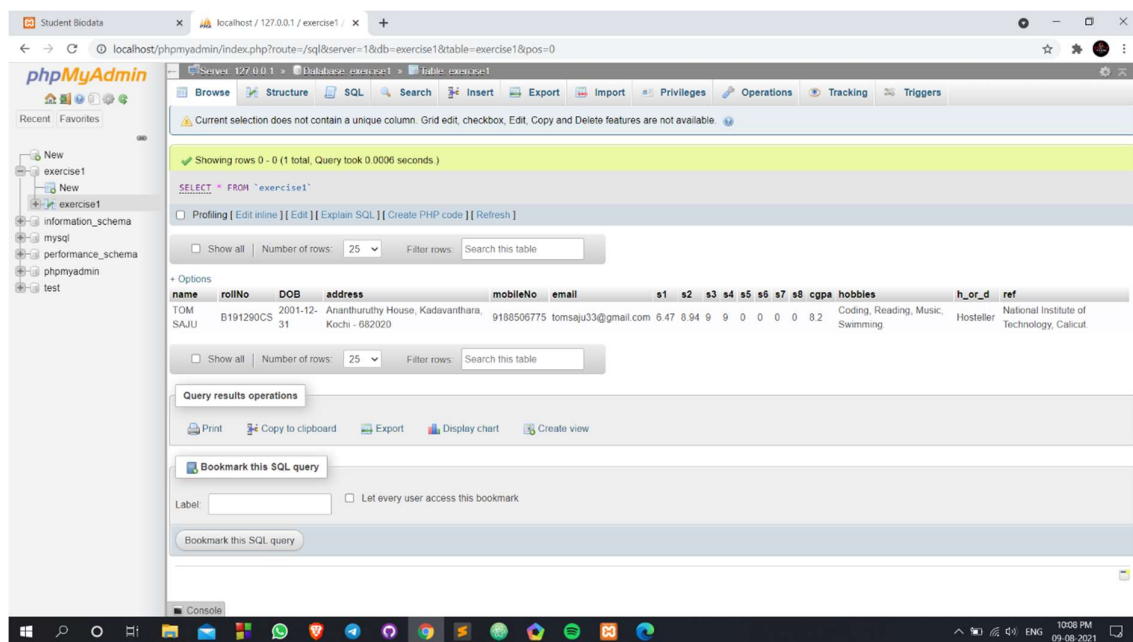 Student Biodata
localhost / 127.0.0.1 / exercise1 /
localhost/phpmyadmin/index.php?route=/sql&server=1&db=exercise1&table=exercise1&pos=0
phpMyAdmin
Recent Favorites
New
exercise1
New
exercise1
information_schema
mysql
performance_schema
phpmyadmin
test
Server: 127.0.0.1 » Database: exercise1 » Table: exercise1
Browse Structure SQL Search Insert Export Import Privileges Operations Tracking Triggers
Current selection does not contain a unique column. Grid edit, checkbox, Edit, Copy and Delete features are not available.
Showing rows 0 - 0 (1 total, Query took 0.0006 seconds.)
SELECT * FROM `exercise1`
Profiling [ Edit inline ] [ Edit ] [ Explain SQL ] [ Create PHP code ] [ Refresh ]
Show all | Number of rows: 25 Filter rows: Search this table
+ Options
name rollNo DOB address mobileNo email s1 s2 s3 s4 s5 s6 s7 s8 cgpa hobbies h_or_d ref
TOM SAJU B191290CS 2001-12-31 Ananthuruthy House, Kadavanthara, Kochi - 682020 9188506775 tomsaju33@gmail.com 6.47 8.94 9 9 0 0 0 0 8.2 Coding, Reading, Music, Swimming. Hosteller National Institute of Technology, Calicut.
Show all | Number of rows: 25 Filter rows: Search this table
Query results operations
Print Copy to clipboard Export Display chart Create view
Bookmark this SQL query
Label: Let every user access this bookmark
Bookmark this SQL query
Console
ENG 10:08 PM
09-08-2021